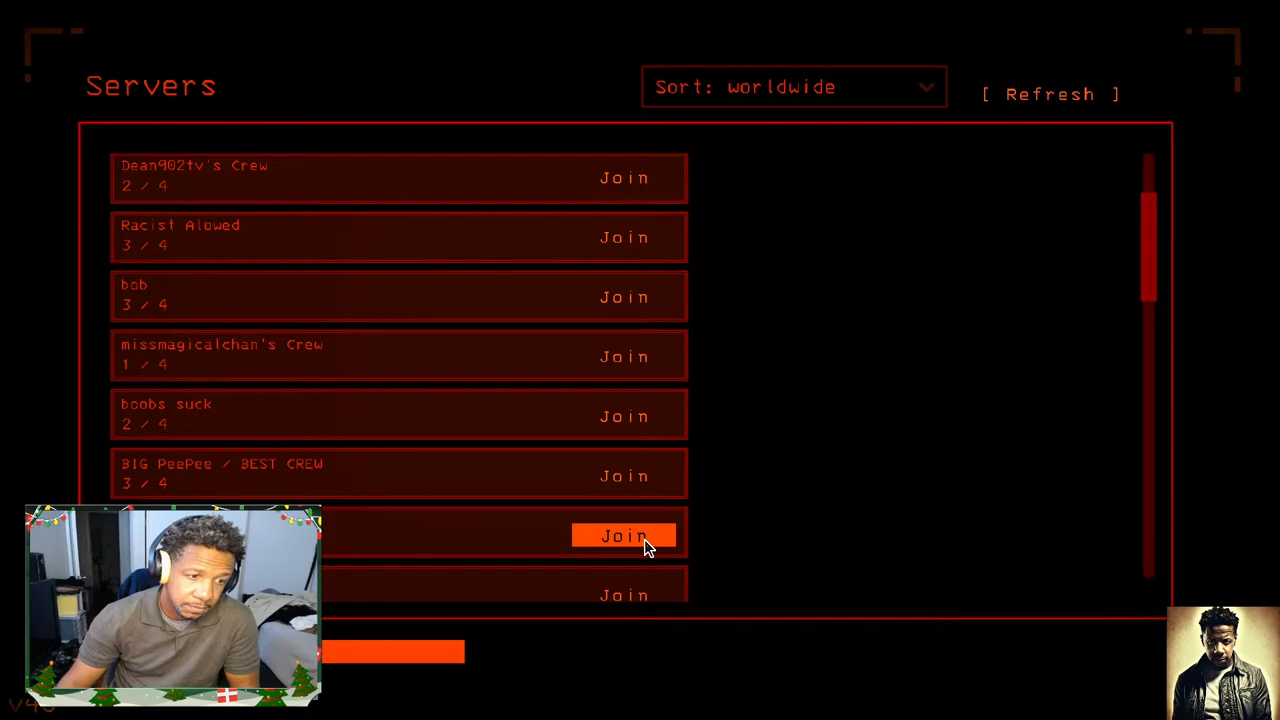 Servers
Sort: worldwide
[ Refresh ]
Dean902tv's Crew
2 / 4
Join
Racist Alowed
3 / 4
Join
bob
3 / 4
Join
missmagicalchan's Crew
1 / 4
Join
boobs suck
2 / 4
Join
BIG PeePee / BEST CREW
3 / 4
Join
Join
Join